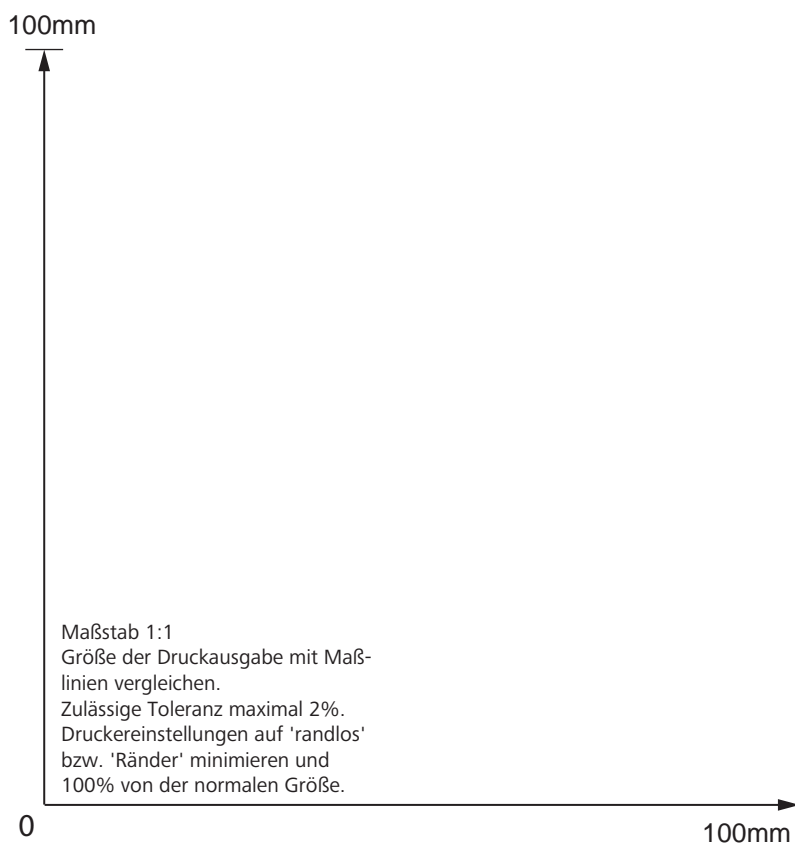 100mm
Maßstab 1:1
Größe der Druckausgabe mit Maß-
linien vergleichen.
Zulässige Toleranz maximal 2%.
Druckereinstellungen auf 'randlos'
bzw. 'Ränder' minimieren und
100% von der normalen Größe.
0
100mm